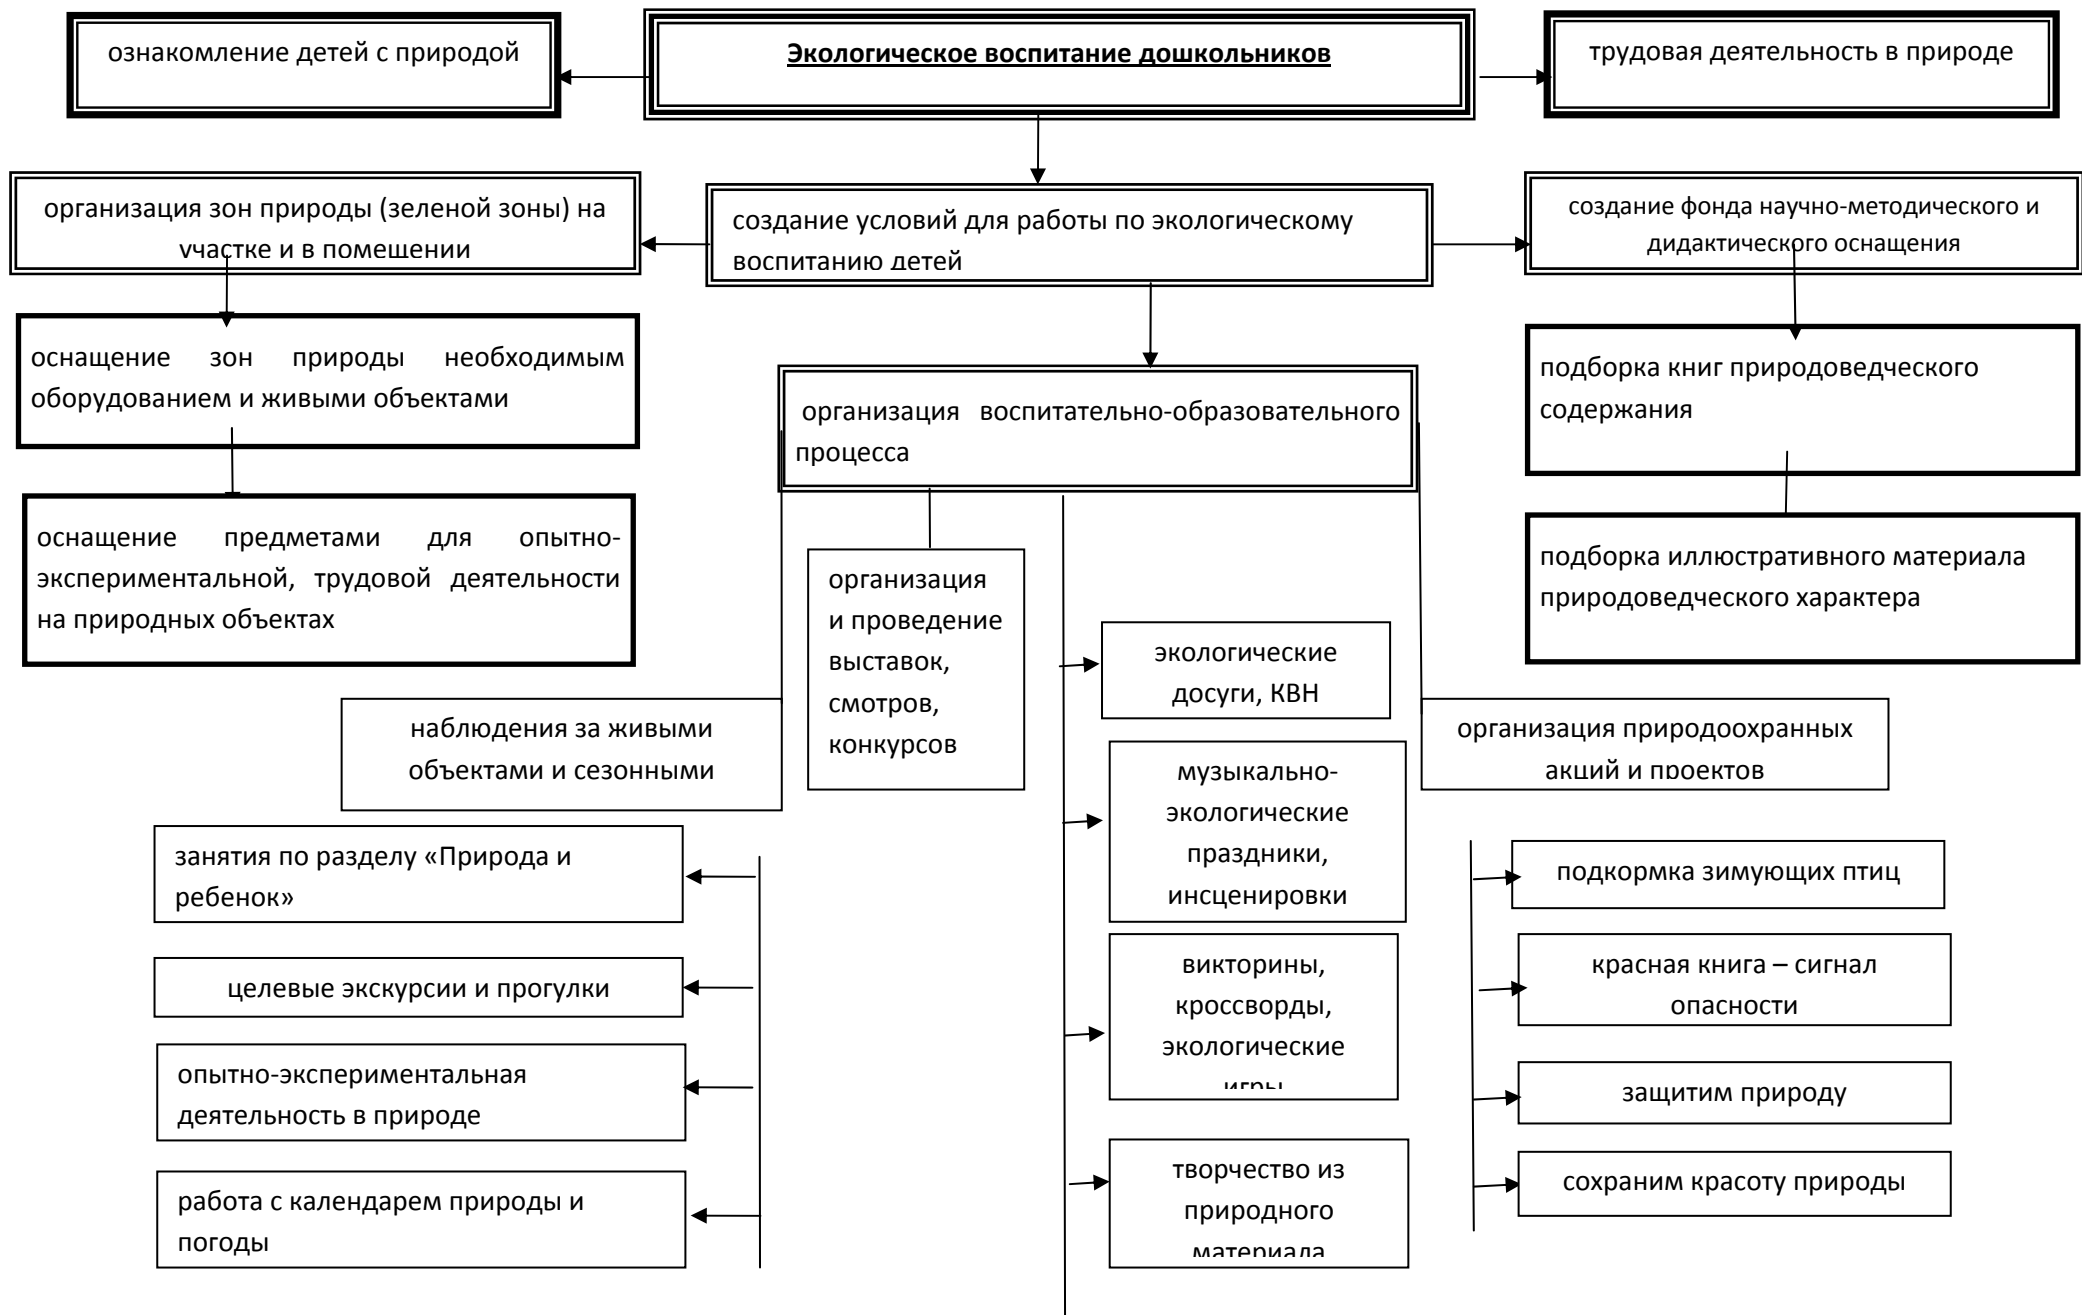 ознакомление детей с природой
Экологическое воспитание дошкольников
трудовая деятельность в природе
организация зон природы (зеленой зоны) на
участке и в помещении
создание условий для работы по экологическому
воспитанию детей
создание фонда научно-методического и
дидактического оснащения
оснащение зон природы необходимым
оборудованием и живыми объектами
организация воспитательно-образовательного
процесса
подборка книг природоведческого
содержания
оснащение предметами для опытно-
экспериментальной, трудовой деятельности
на природных объектах
подборка иллюстративного материала
природоведческого характера
организация
и проведение
выставок,
смотров,
конкурсов
наблюдения за живыми
объектами и сезонными
экологические
досуги, КВН
организация природоохранных
акций и проектов
музыкально-
экологические
праздники,
инсценировки
занятия по разделу «Природа и
ребенок»
целевые экскурсии и прогулки
опытно-экспериментальная
деятельность в природе
работа с календарем природы и
погоды
викторины,
кроссворды,
экологические
игры
творчество из
природного
материала
подкормка зимующих птиц
красная книга – сигнал
опасности
защитим природу
сохраним красоту природы